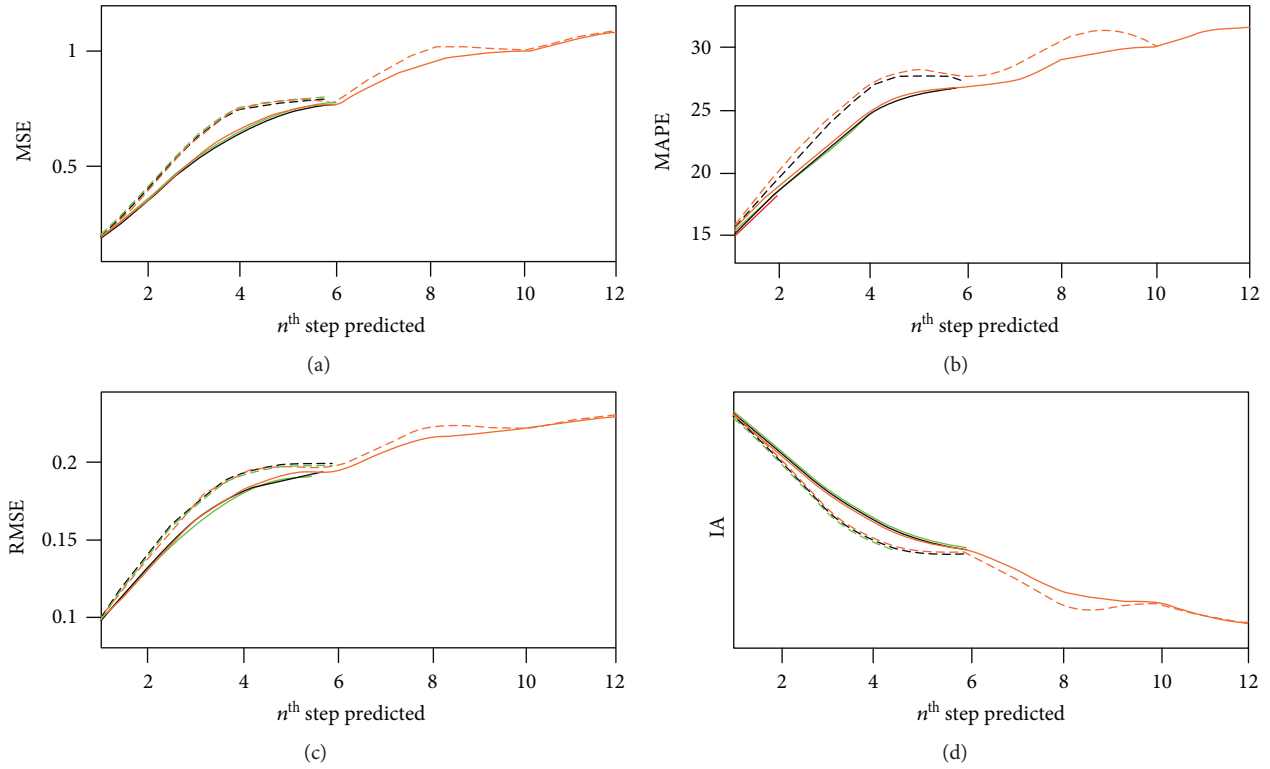 MSE
1
0.5
2 4 6 8 10 12
nth step predicted
(a)
MAPE
30
25
20
15
2 4 6 8 10 12
nth step predicted
(b)
RMSE
0.2
0.15
0.1
2 4 6 8 10 12
nth step predicted
(c)
IA
2 4 6 8 10 12
nth step predicted
(d)